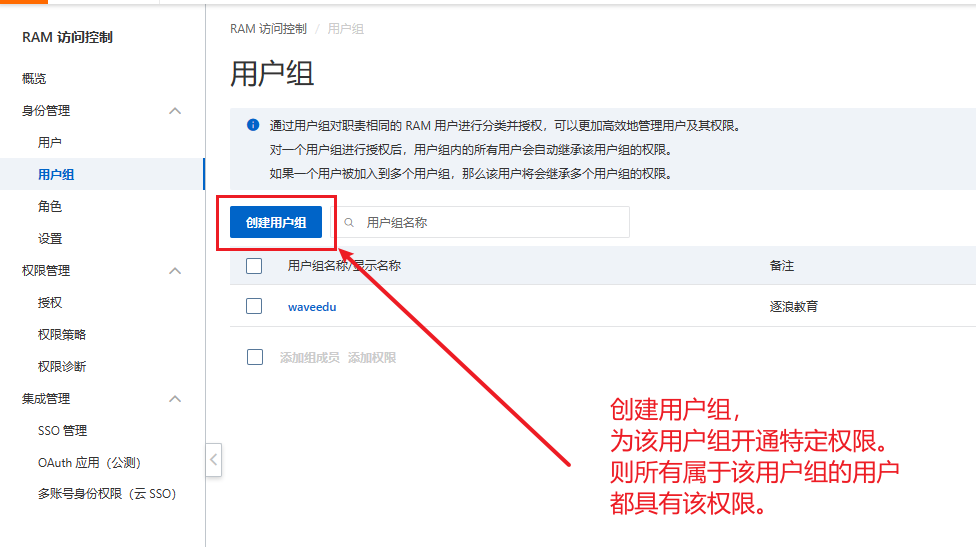 RAM 访问控制
概览
身份管理
用户
用户组
角色
设置
权限管理
授权
权限策略
权限诊断
集成管理
SSO 管理
OAuth 应用（公测）
多账号身份权限（云 SSO）
RAM 访问控制 / 用户组
用户组
通过用户组对职责相同的 RAM 用户进行分类并授权，可以更加高效地管理用户及其权限。
对一个用户组进行授权后，用户组内的所有用户会自动继承该用户组的权限。
如果一个用户被加入到多个用户组，那么该用户将会继承多个用户组的权限。
创建用户组 用户组名称
用户组名称/显示名称 备注
waveedu 逐浪教育
添加组成员 添加权限
创建用户组，
为该用户组开通特定权限。
则所有属于该用户组的用户
都具有该权限。